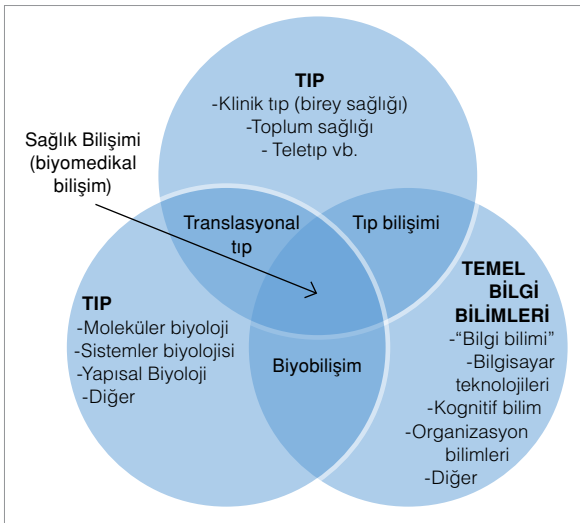 TIP
-Klinik tıp (birey sağlığı)
-Toplum sağlığı
- Teletıp vb.
Sağlık Bilişimi
(biyomedikal
bilişim)
Translasyonal
tıp
Tıp bilişimi
TIP
-Moleküler biyoloji
-Sistemler biyolojisi
-Yapısal Biyoloji
-Diğer
Biyobilişim
TEMEL
BİLGİ
BİLİMLERİ
-“Bilgi bilimi”
-Bilgisayar
teknolojileri
-Kognitif bilim
-Organizasyon
bilimleri
-Diğer